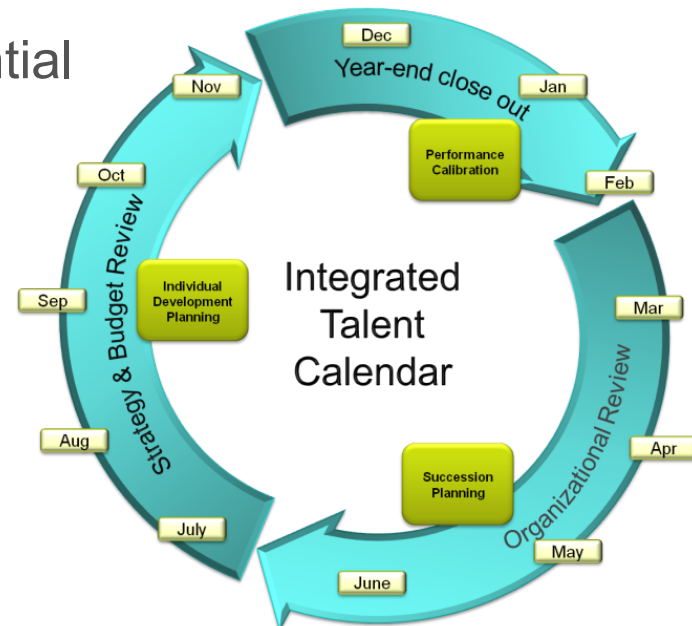 ntial
Dec
Year-end close out
Nov
Jan
Performance
Calibration
Oct
Feb
Strategy & Budget Review
Individual
Development
Planning
Integrated
Talent
Calendar
Sep
Mar
Organizational Review
Aug
Apr
Succession
Planning
July
May
June